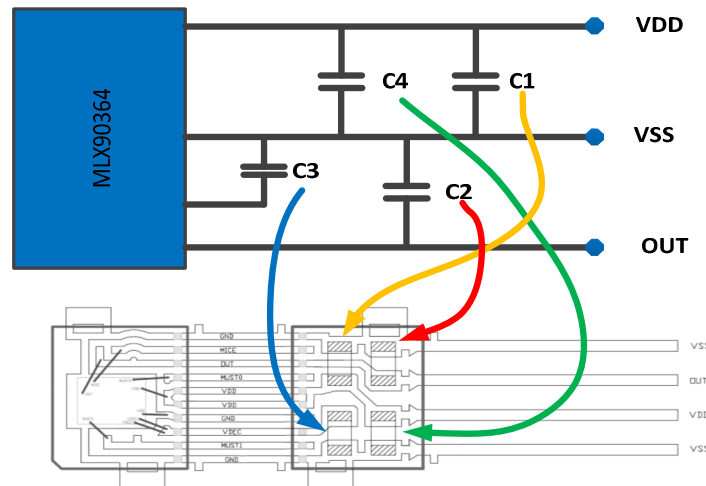 VDD
C4
C1
MLX90364
VSS
C3
C2
OUT
GND
MICE
OUT
MUST0
VDD
VDD
GND
VDEC
MUST1
GND
VSS
OUT
VDD
VSS